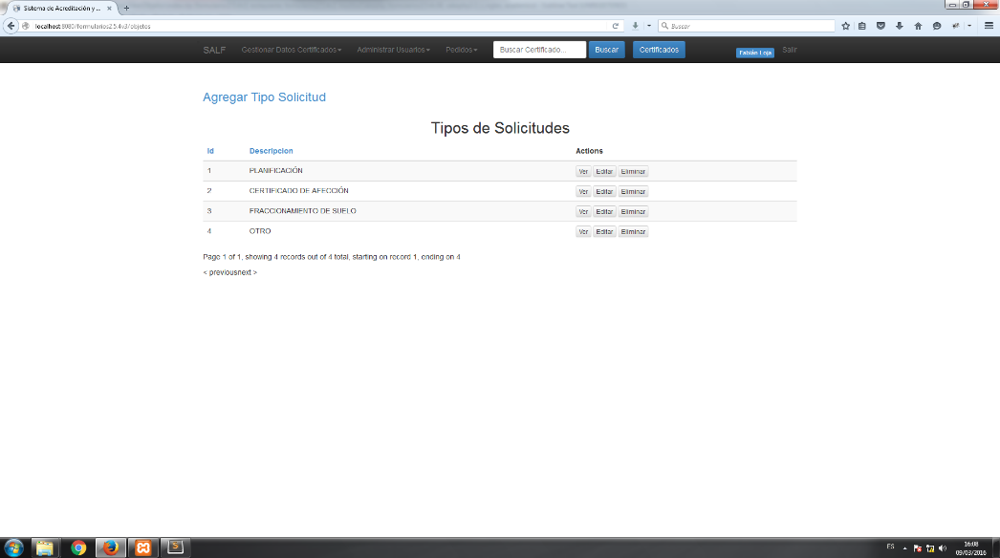 Sistema de Acreditación y ...
localhost:8080/formularios2.5.4v3/objetos
Buscar
SALF Gestionar Datos Certificados Administrar Usuarios Pedidos Buscar Certificado... Buscar Certificados Fabián Loja Salir
Agregar Tipo Solicitud
Tipos de Solicitudes
Id Descripcion Actions
1 PLANIFICACIÓN Ver Editar Eliminar
2 CERTIFICADO DE AFECCIÓN Ver Editar Eliminar
3 FRACCIONAMIENTO DE SUELO Ver Editar Eliminar
4 OTRO Ver Editar Eliminar
Page 1 of 1, showing 4 records out of 4 total, starting on record 1, ending on 4
< previousnext >
ES 16:08
09/03/2016